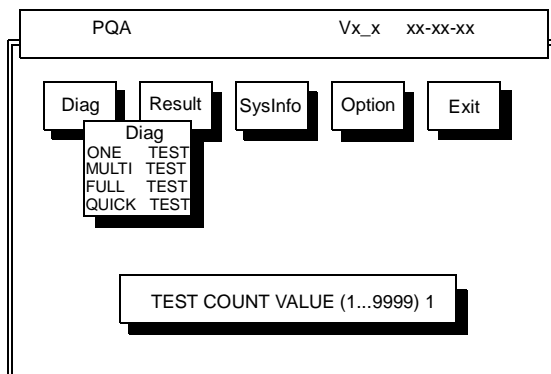 PQA Vx_x xx-xx-xx
Diag Result SysInfo Option Exit
Diag
ONE TEST
MULTI TEST
FULL TEST
QUICK TEST
TEST COUNT VALUE (1...9999) 1